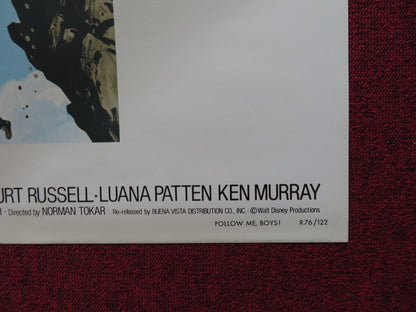 URT RUSSELL·LUANA PATTEN KEN MURRAY
R · Directed by NORMAN TOKAR Re-released by BUENA VISTA DISTRIBUTION CO., INC. · ©Walt Disney Productions
FOLLOW ME, BOYS! R.76/122